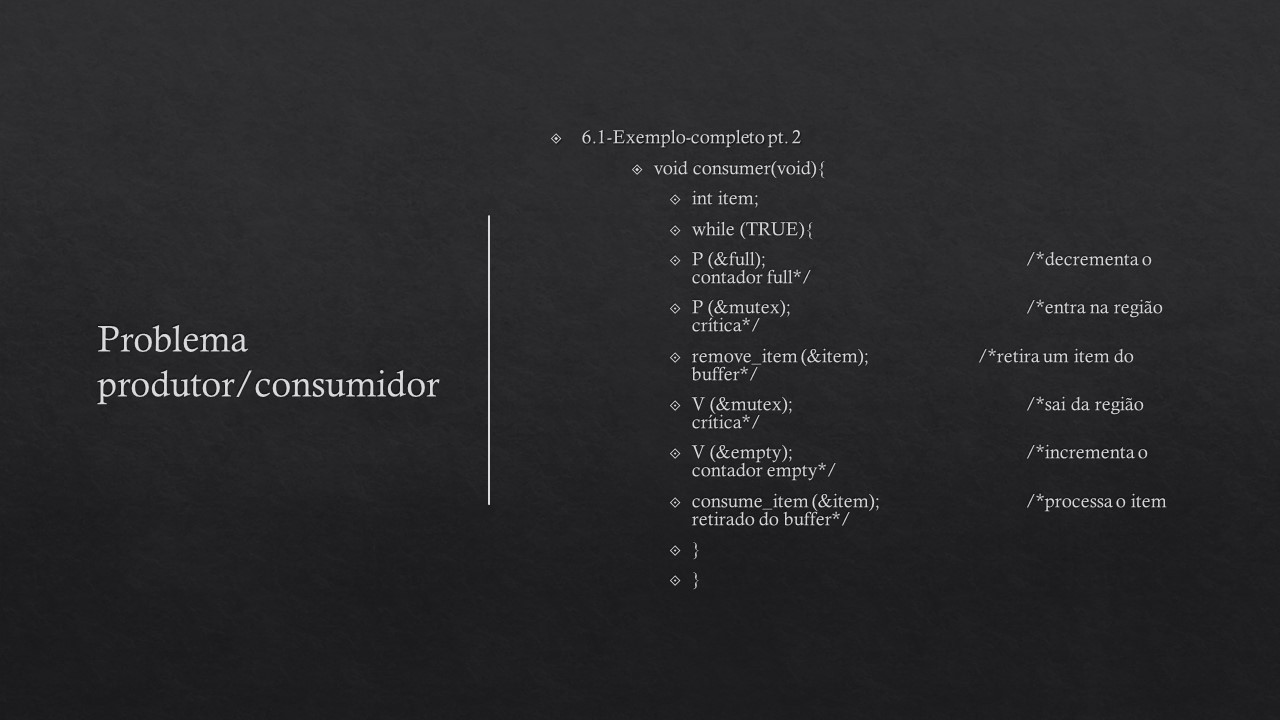 Problema
produtor/consumidor
6.1-Exemplo-completo pt. 2
void consumer(void){
int item;
while (TRUE){
P (&full); /*decrementa o
contador full*/
P (&mutex); /*entra na região
crítica*/
remove_item (&item); /*retira um item do
buffer*/
V (&mutex); /*sai da região
crítica*/
V (&empty); /*incrementa o
contador empty*/
consume_item (&item); /*processa o item
retirado do buffer*/
}
}